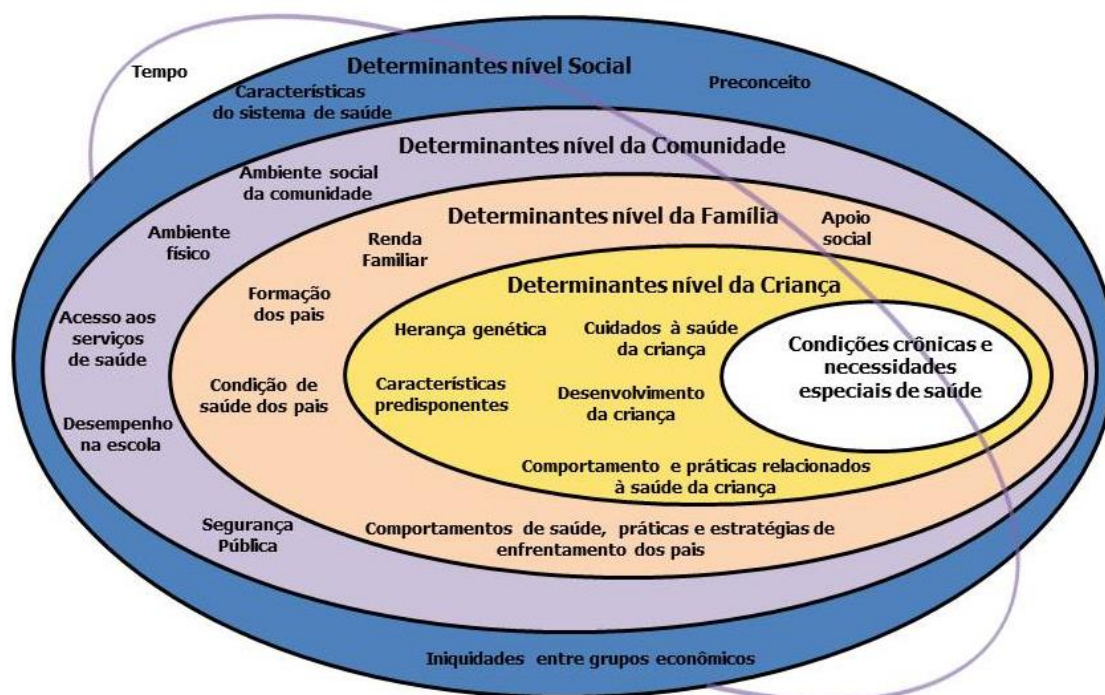 Tempo
Determinantes nível Social
Preconceito
Características
do sistema de saúde
Determinantes nível da Comunidade
Ambiente social
da comunidade
Ambiente
físico
Acesso aos
serviços
de saúde
Desempenho
na escola
Segurança
Pública
Determinantes nível da Família
Apoio
social
Renda
Familiar
Formação
dos pais
Condição de
saúde dos pais
Comportamentos de saúde, práticas e estratégias de
enfrentamento dos pais
Determinantes nível da Criança
Herança genética
Cuidados à saúde
da criança
Características
predisponentes
Desenvolvimento
da criança
Comportamento e práticas relacionados
à saúde da criança
Condições crônicas e
necessidades
especiais de saúde
Iniquidades entre grupos econômicos